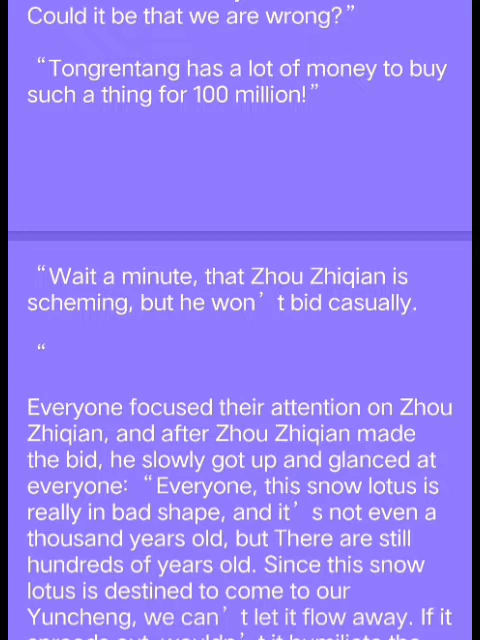 Could it be that we are wrong?”
“Tongrentang has a lot of money to buy
such a thing for 100 million!”
“Wait a minute, that Zhou Zhiqian is
scheming, but he won’t bid casually.
“
Everyone focused their attention on Zhou
Zhiqian, and after Zhou Zhiqian made
the bid, he slowly got up and glanced at
everyone: “Everyone, this snow lotus is
really in bad shape, and it’s not even a
thousand years old, but There are still
hundreds of years old. Since this snow
lotus is destined to come to our
Yuncheng, we can’t let it flow away. If it